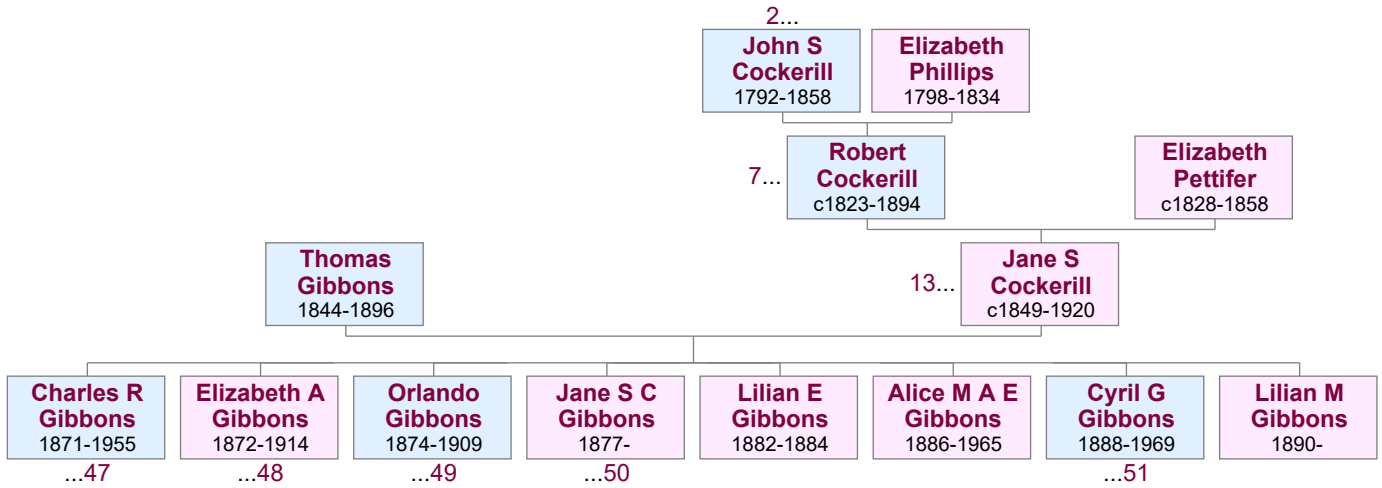 2...
John S
Cockerill
1792-1858
Elizabeth
Phillips
1798-1834
7...
Robert
Cockerill
c1823-1894
Elizabeth
Pettifer
c1828-1858
Thomas
Gibbons
1844-1896
13...
Jane S
Cockerill
c1849-1920
Charles R
Gibbons
1871-1955
...47
Elizabeth A
Gibbons
1872-1914
...48
Orlando
Gibbons
1874-1909
...49
Jane S C
Gibbons
1877-
...50
Lilian E
Gibbons
1882-1884
Alice M A E
Gibbons
1886-1965
Cyril G
Gibbons
1888-1969
...51
Lilian M
Gibbons
1890-